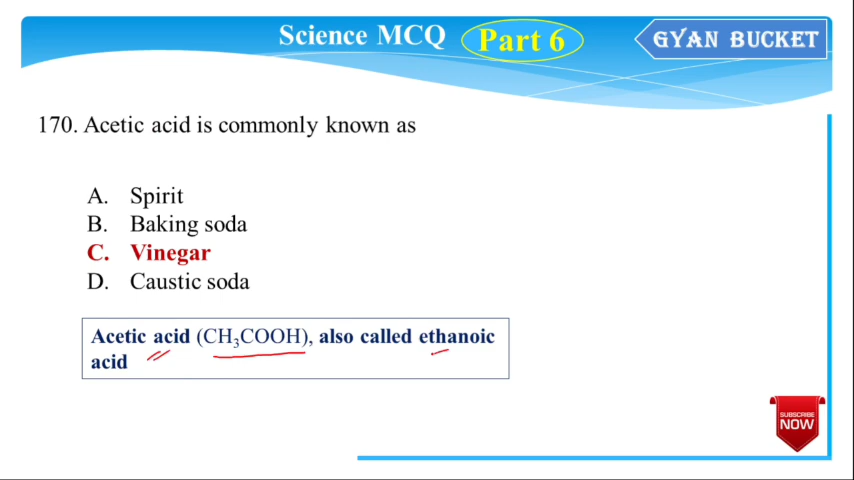 Science MCQ Part 6
GYAN BUCKET
170. Acetic acid is commonly known as
A. Spirit
B. Baking soda
C. Vinegar
D. Caustic soda
Acetic acid (CH₃COOH), also called ethanoic
acid
SUBSCRIBE
NOW